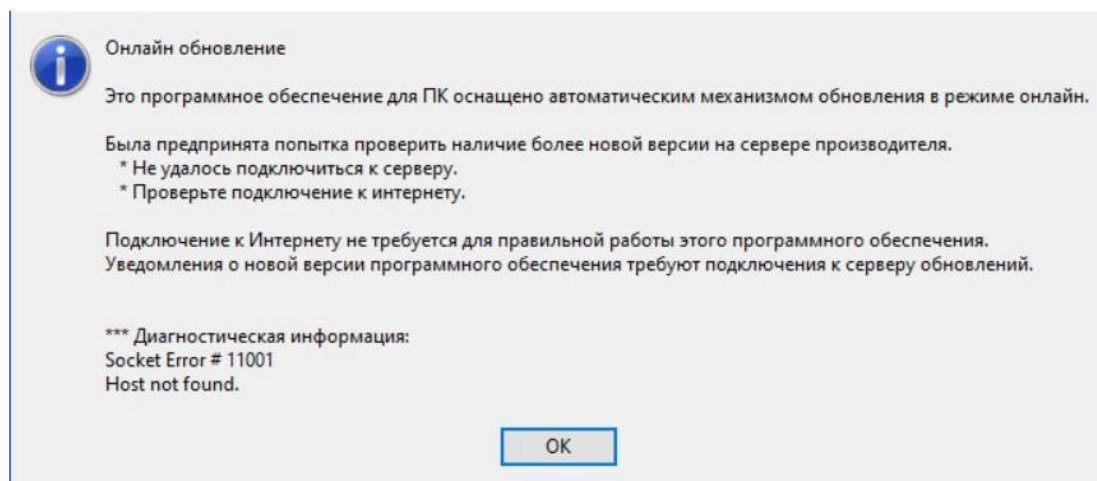 Онлайн обновление
Это программное обеспечение для ПК оснащено автоматическим механизмом обновления в режиме онлайн.
Была предпринята попытка проверить наличие более новой версии на сервере производителя.
* Не удалось подключиться к серверу.
* Проверьте подключение к интернету.
Подключение к Интернету не требуется для правильной работы этого программного обеспечения.
Уведомления о новой версии программного обеспечения требуют подключения к серверу обновлений.
*** Диагностическая информация:
Socket Error # 11001
Host not found.
OK